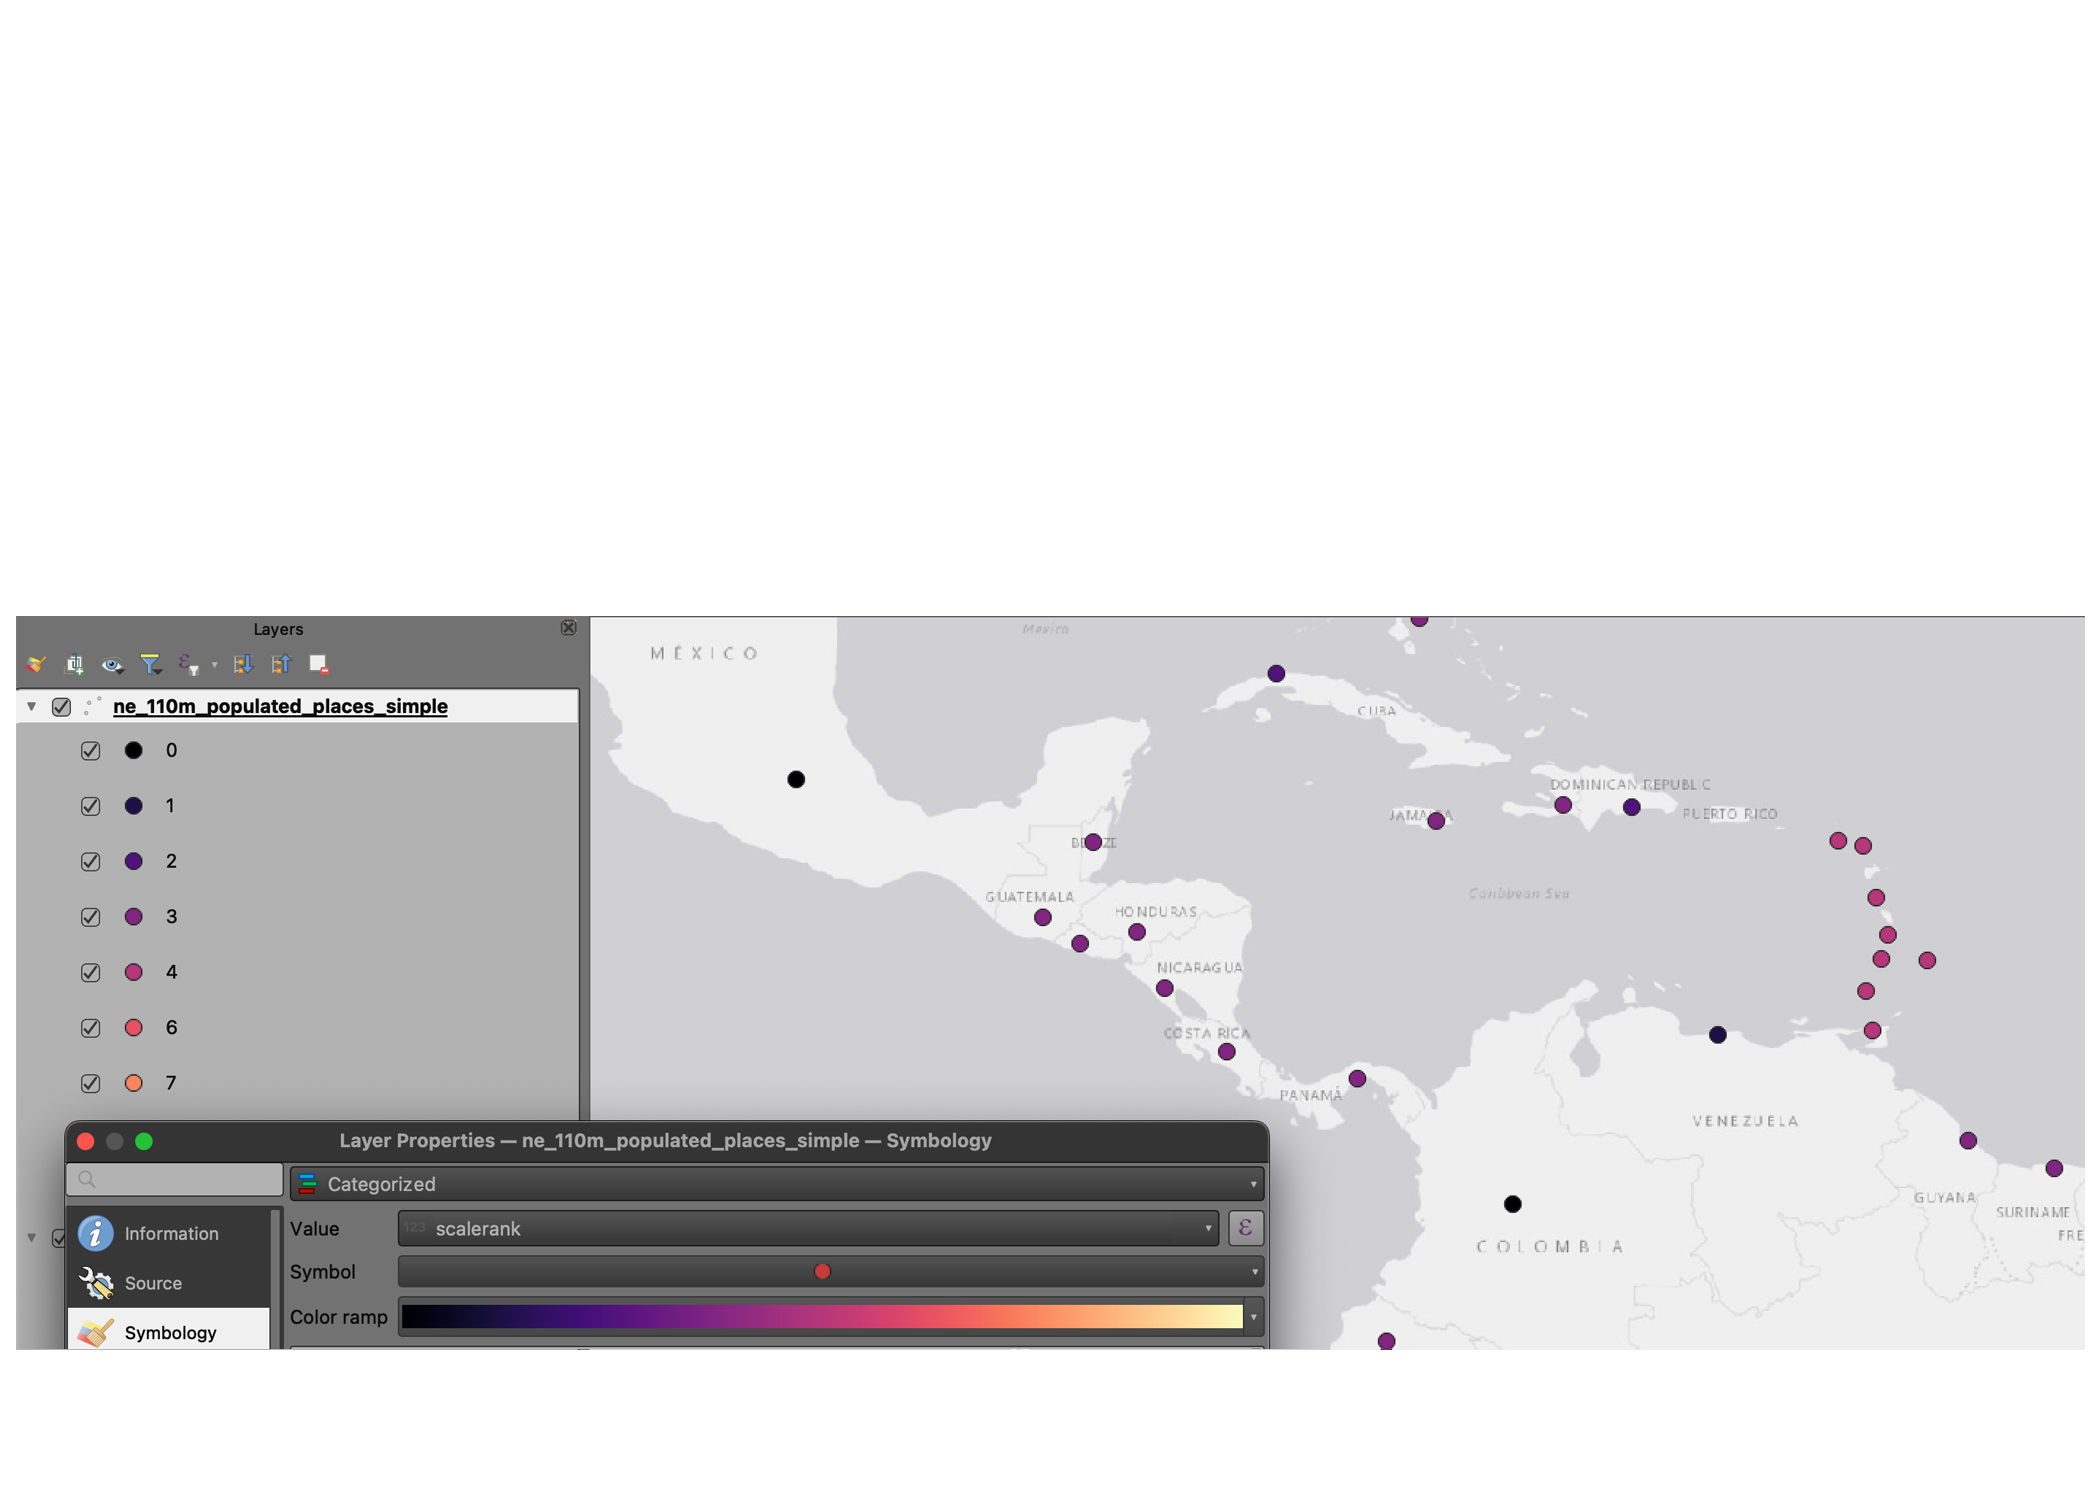 Layers
ne_110m_populated_places_simple
0
1
2
3
4
6
7
Layer Properties — ne_110m_populated_places_simple — Symbology
Categorized
Value
123 scalerank
ε
Symbol
Color ramp
Information
Source
Symbology
MÉXICO
Mexico
CUBA
DOMINICAN REPUBLIC
PUERTO RICO
JAMAICA
BELIZE
Caribbean Sea
GUATEMALA
HONDURAS
NICARAGUA
COSTA RICA
PANAMÁ
VENEZUELA
GUYANA
SURINAME
FRE
COLOMBIA